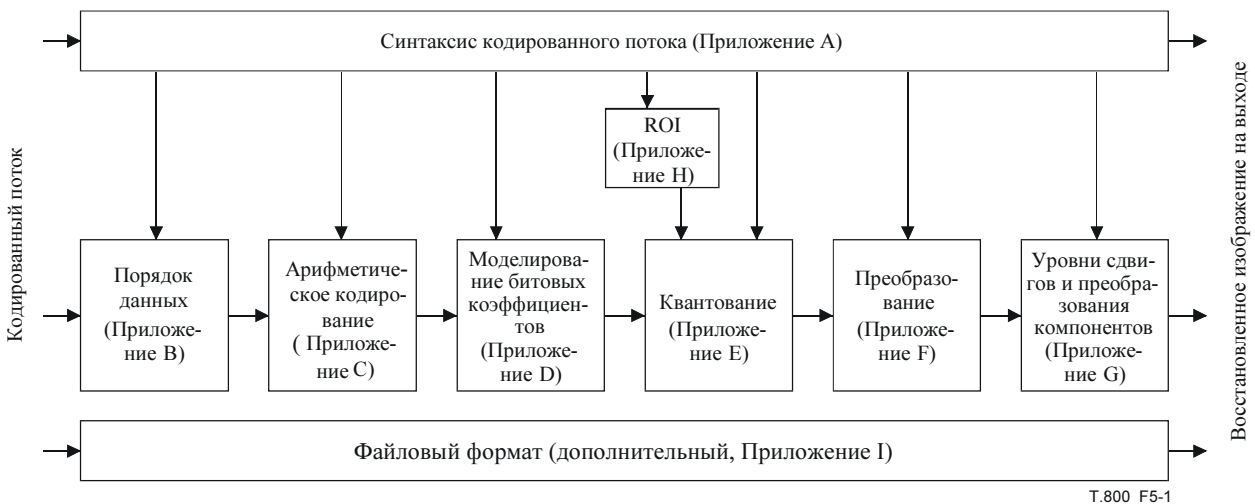 Синтаксис кодированного потока (Приложение A)
Кодированный поток
ROI
(Приложе-
ние H)
Порядок
данных
(Приложе-
ние B)
Арифметиче-
ское кодиро-
вание
( Приложе-
ние C)
Моделирова-
ние битовых
коэффициен-
тов
(Приложе-
ние D)
Квантование
(Приложе-
ние E)
Преобразо-
вание
(Приложе-
ние F)
Уровни сдви-
гов и преобра-
зования
компонентов
(Приложе-
ние G)
Восстановленное изображение на выходе
Файловый формат (дополнительный, Приложение I)
T.800_F5-1